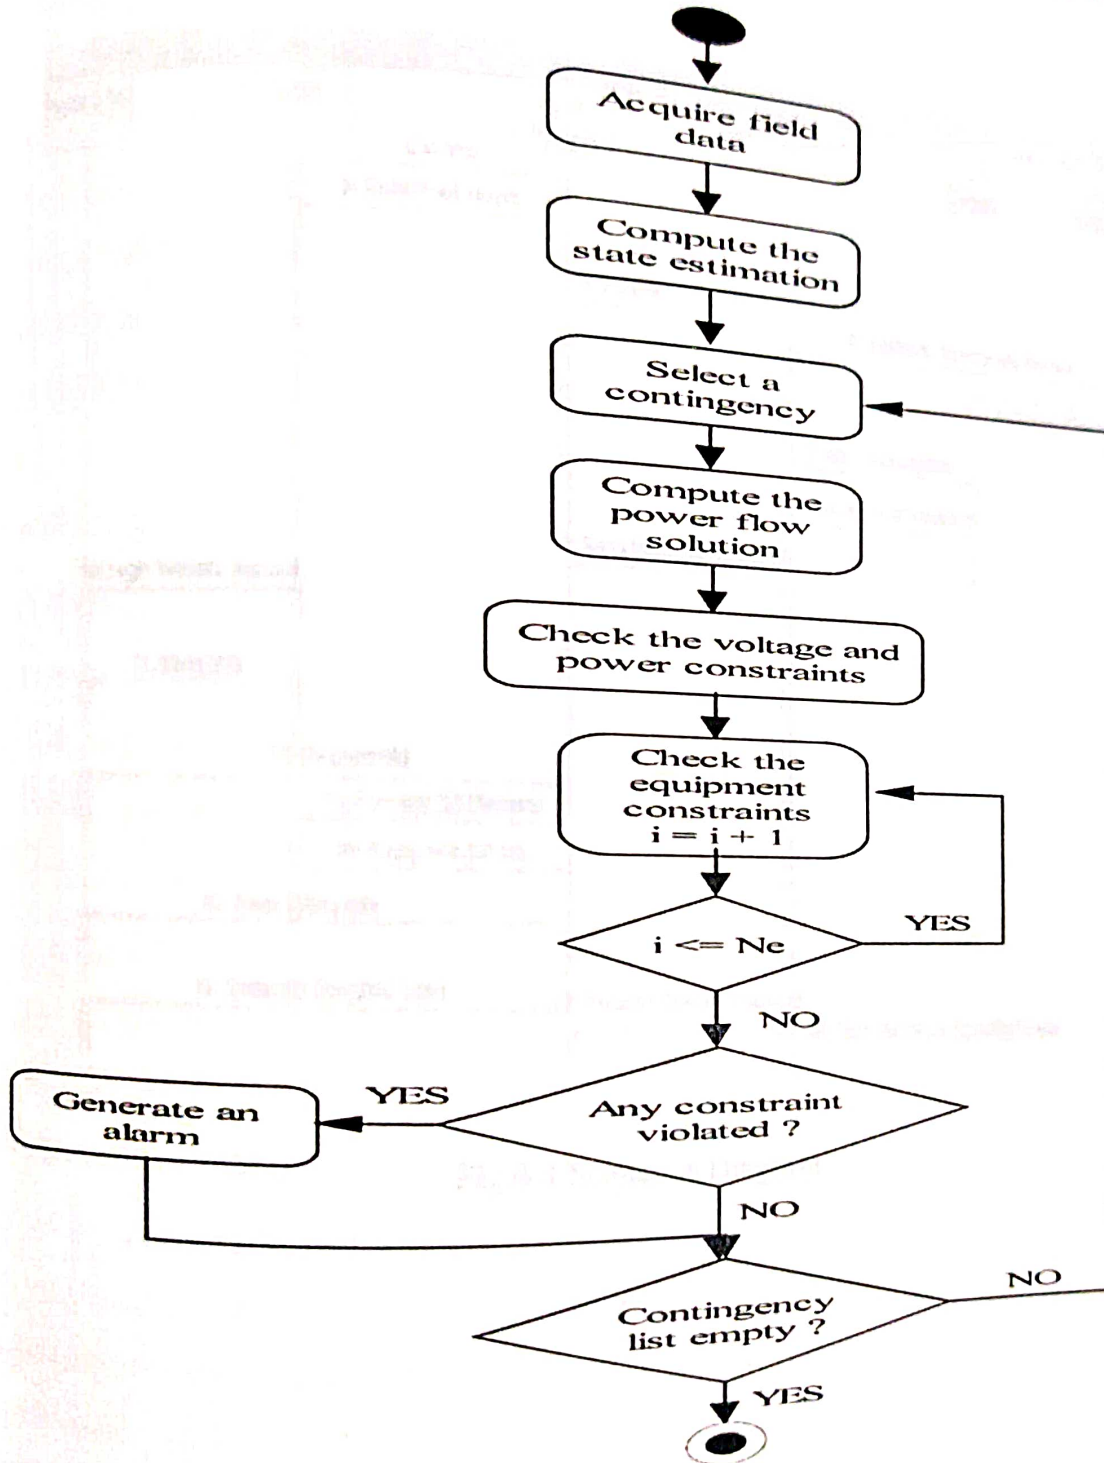 Acquire field
data
Compute the
state estimation
Select a
contingency
Compute the
power flow
solution
Check the voltage and
power constraints
Check the
equipment
constraints
i = i + 1
i <= Ne
YES
NO
Any constraint
violated ?
YES
Generate an
alarm
NO
Contingency
list empty ?
NO
YES